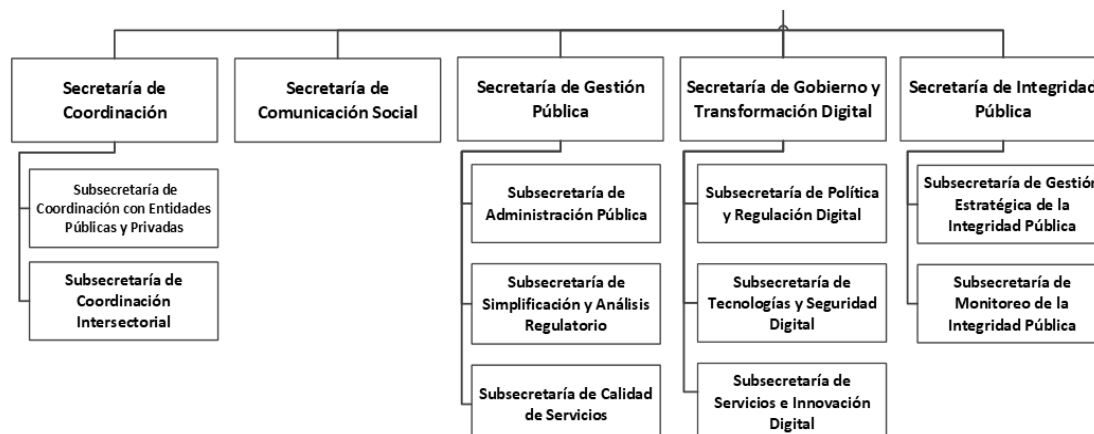 Secretaría de
Coordinación
Secretaría de
Comunicación Social
Secretaría de Gestión
Pública
Secretaría de Gobierno y
Transformación Digital
Secretaría de Integridad
Pública
Subsecretaría de
Coordinación con Entidades
Públicas y Privadas
Subsecretaría de
Coordinación
Intersectorial
Subsecretaría de
Administración Pública
Subsecretaría de
Simplificación y Análisis
Regulatorio
Subsecretaría de Calidad
de Servicios
Subsecretaría de Política
y Regulación Digital
Subsecretaría de
Tecnologías y Seguridad
Digital
Subsecretaría de
Servicios e Innovación
Digital
Subsecretaría de Gestión
Estratégica de la
Integridad Pública
Subsecretaría de
Monitoreo de la
Integridad Pública